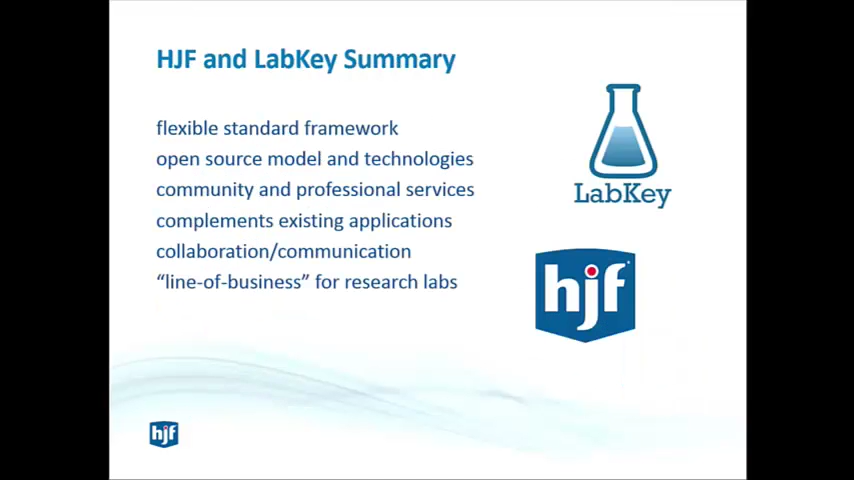 HJF and LabKey Summary
flexible standard framework
open source model and technologies
community and professional services
complements existing applications
collaboration/communication
“line-of-business” for research labs
LabKey
hjf
hjf